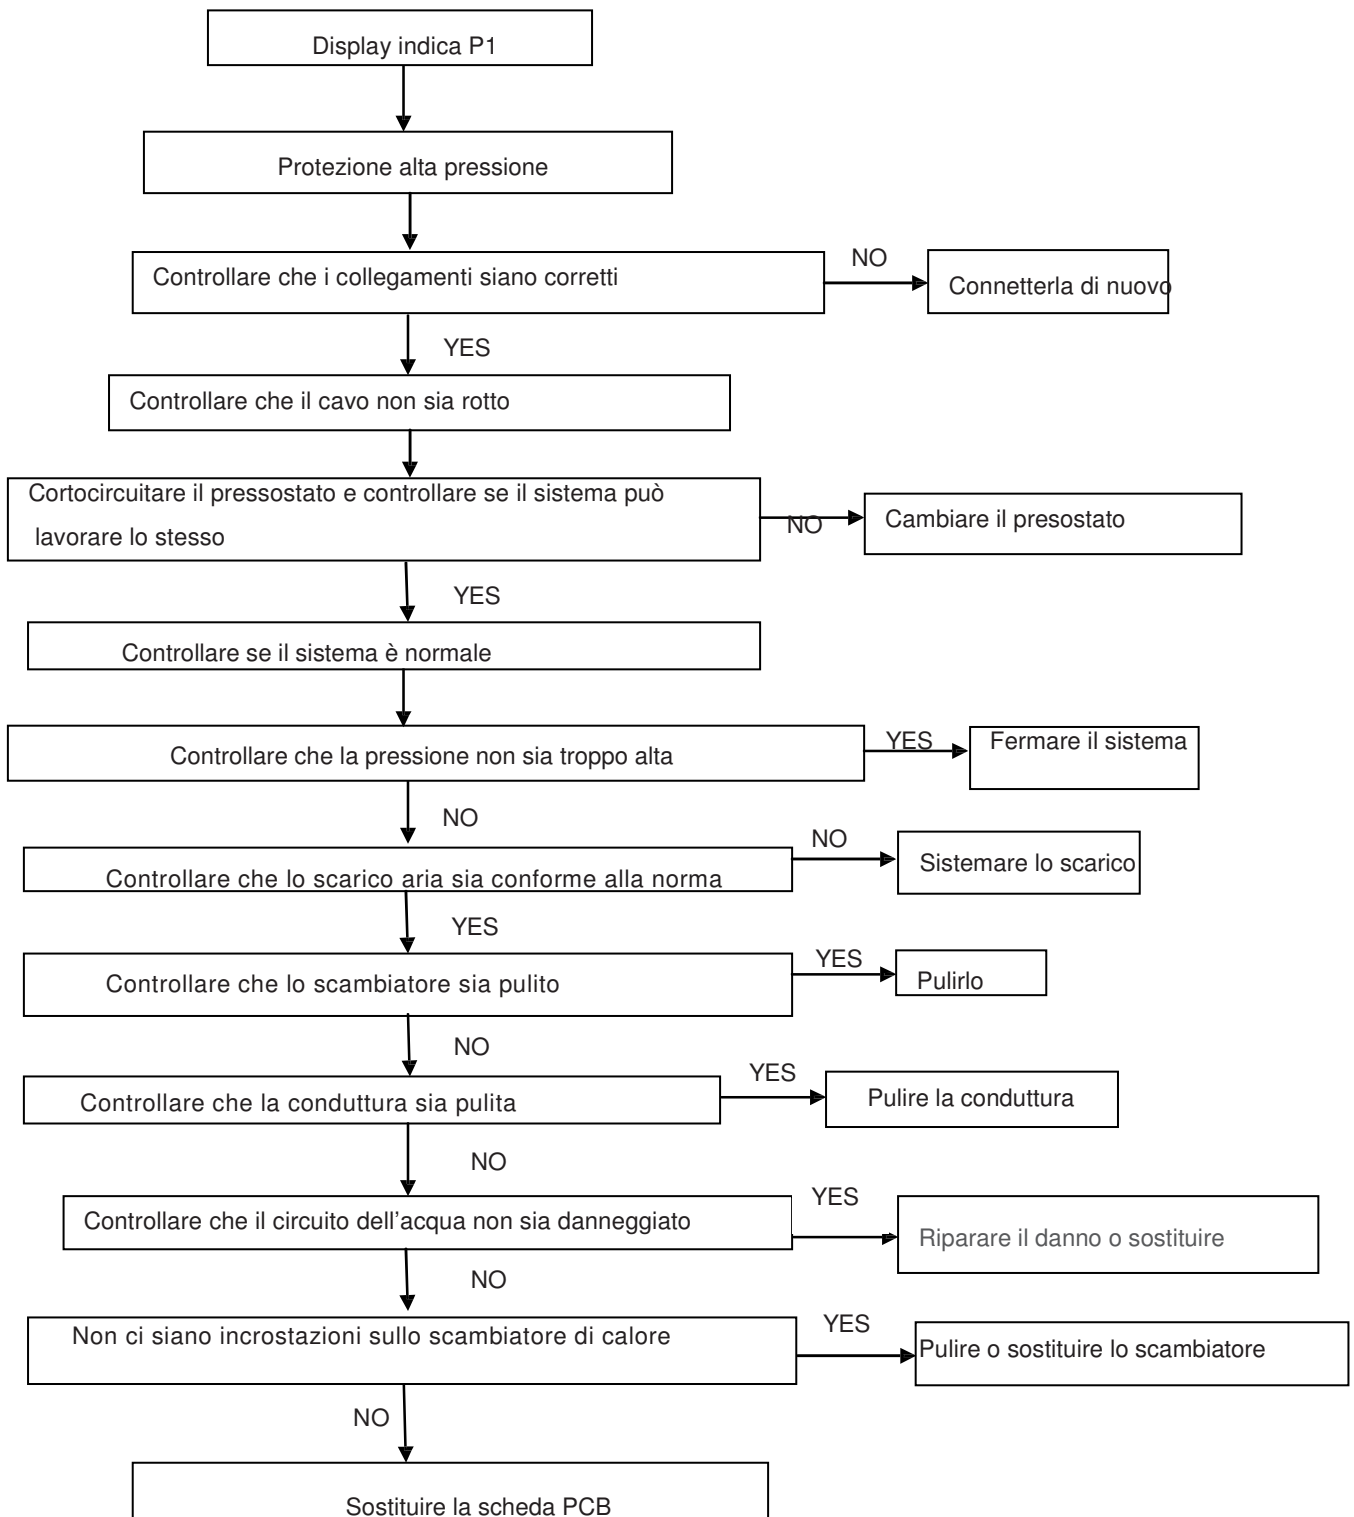 Display indica P1
Protezione alta pressione
Controllare che i collegamenti siano corretti
NO
Connetterla di nuovo
YES
Controllare che il cavo non sia rotto
Cortocircuitare il pressostato e controllare se il sistema può
lavorare lo stesso
NO
Cambiare il presostato
YES
Controllare se il sistema è normale
Controllare che la pressione non sia troppo alta
YES
Fermare il sistema
NO
Controllare che lo scarico aria sia conforme alla norma
NO
Sistemare lo scarico
YES
Controllare che lo scambiatore sia pulito
YES
Pulirlo
NO
Controllare che la conduttura sia pulita
YES
Pulire la conduttura
NO
Controllare che il circuito dell'acqua non sia danneggiato
YES
Riparare il danno o sostituire
NO
Non ci siano incrostazioni sullo scambiatore di calore
YES
Pulire o sostituire lo scambiatore
NO
Sostituire la scheda PCB